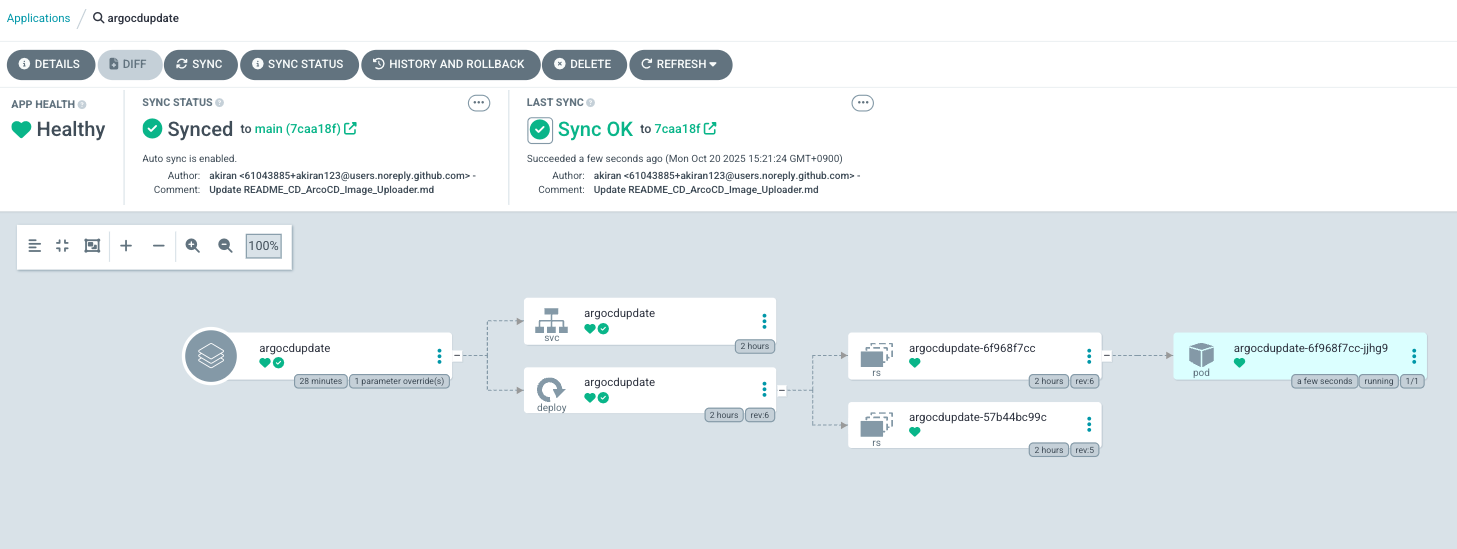 Applications / argocdupdate
DETAILS DIFF SYNC SYNC STATUS HISTORY AND ROLLBACK DELETE REFRESH
APP HEALTH
Healthy
SYNC STATUS
Synced to main (7caa18f)
Auto sync is enabled.
Author: akiran <61043885+akiran123@users.noreply.github.com> -
Comment: Update README_CD_ArcoCD_Image_Uploader.md
LAST SYNC
Sync OK to 7caa18f
Succeeded a few seconds ago (Mon Oct 20 2025 15:21:24 GMT+0900)
Author: akiran <61043885+akiran123@users.noreply.github.com> -
Comment: Update README_CD_ArcoCD_Image_Uploader.md
100%
argocdupdate
28 minutes 1 parameter override(s)
argocdupdate
svc
2 hours
argocdupdate
deploy
2 hours rev:6
argocdupdate-6f968f7cc
rs
2 hours rev:6
argocdupdate-57b44bc99c
rs
2 hours rev:5
argocdupdate-6f968f7cc-jjhg9
pod
a few seconds running 1/1